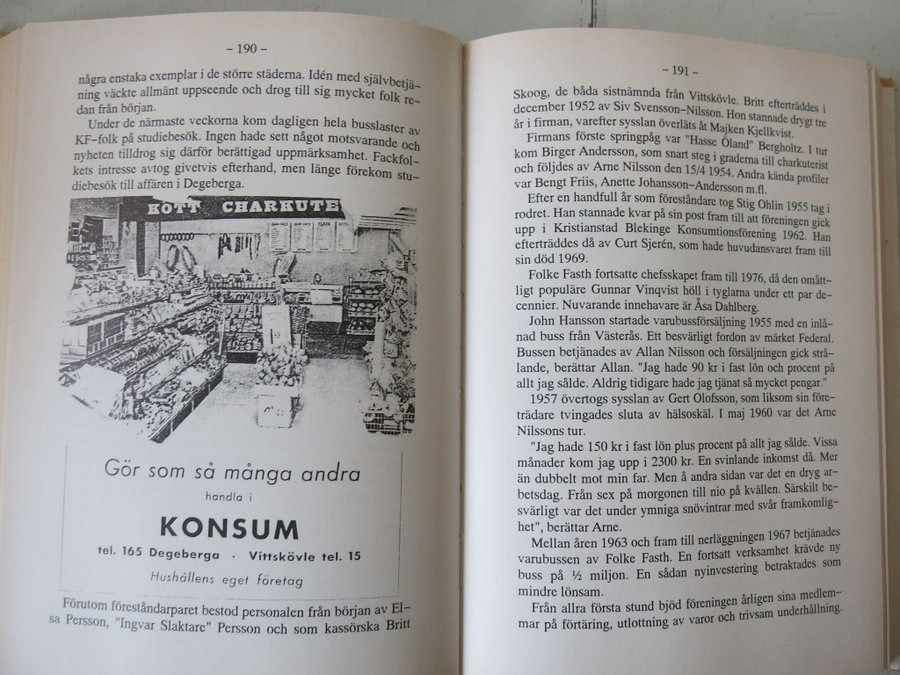 – 190 –
några enstaka exemplar i de större städerna. Idén med självbetjä-
ning väckte allmänt uppseende och drog till sig mycket folk re-
dan från början.
Under de närmaste veckorna kom dagligen hela busslaster av
KF–folk på studiebesök. Ingen hade sett något motsvarande och
nyheten tilldrog sig därför berättigad uppmärksamhet. Fackfol-
kets intresse avtog givetvis efterhand, men länge förekom stu-
diebesök till affären i Degeberga.
KÖTT CHARKUTE
Gör som så många andra
handla i
KONSUM
tel. 165 Degeberga · Vittskövle tel. 15
Hushållens eget företag
Förutom föreståndarparet bestod personalen från början av El-
sa Persson, "Ingvar Slaktare" Persson och som kassörska Britt
– 191 –
Skoog, de båda sistnämnda från Vittskövle. Britt efterträddes i
december 1952 av Siv Svensson–Nilsson. Hon stannade drygt tre
år i firman, varefter sysslan överläts åt Majken Kjellkvist.
Firmans förste springpåg var "Hasse Öland" Bergholtz. I tur
kom Birger Andersson, som snart steg i graderna till charkuterist
och följdes av Arne Nilsson den 15/4 1954. Andra kända profiler
var Bengt Friis, Anette Johansson–Andersson m.fl.
Efter en handfull år som föreståndare tog Stig Ohlin 1955 tag i
rodret. Han stannade kvar på sin post fram till att föreningen gick
upp i Kristianstad Blekinge Konsumtionsförening 1962. Han
efterträddes då av Curt Sjerén, som hade huvudansvaret fram till
sin död 1969.
Folke Fasth fortsatte chefsskapet fram till 1976, då den omått-
ligt populäre Gunnar Vinqvist höll i tyglarna under ett par de-
cennier. Nuvarande innehavare är Åsa Dahlberg.
John Hansson startade varubussförsäljning 1955 med en inlå-
nad buss från Västerås. Ett besvärligt fordon av märket Federal.
Bussen betjänades av Allan Nilsson och försäljningen gick strå-
lande, berättar Allan. "Jag hade 90 kr i fast lön och procent på
allt jag sålde. Aldrig tidigare hade jag tjänat så mycket pengar."
1957 övertogs sysslan av Gert Olofsson, som liksom sin före-
trädare tvingades sluta av hälsoskäl. I maj 1960 var det Arne
Nilssons tur.
"Jag hade 150 kr i fast lön plus procent på allt jag sålde. Vissa
månader kom jag upp i 2300 kr. En svinlande inkomst då. Mer
än dubbelt mot min far. Men å andra sidan var det en dryg ar-
betsdag. Från sex på morgonen till nio på kvällen. Särskilt be-
svärligt var det under ymniga snövintrar med svår framkomlig-
het", berättar Arne.
Mellan åren 1963 och fram till nerläggningen 1967 betjänades
varubussen av Folke Fasth. En fortsatt verksamhet krävde ny
buss på ½ miljon. En sådan nyinvestering betraktades som
mindre lönsam.
Från allra första stund bjöd föreningen årligen sina medlem-
mar på förtäring, utlottning av varor och trivsam underhållning.